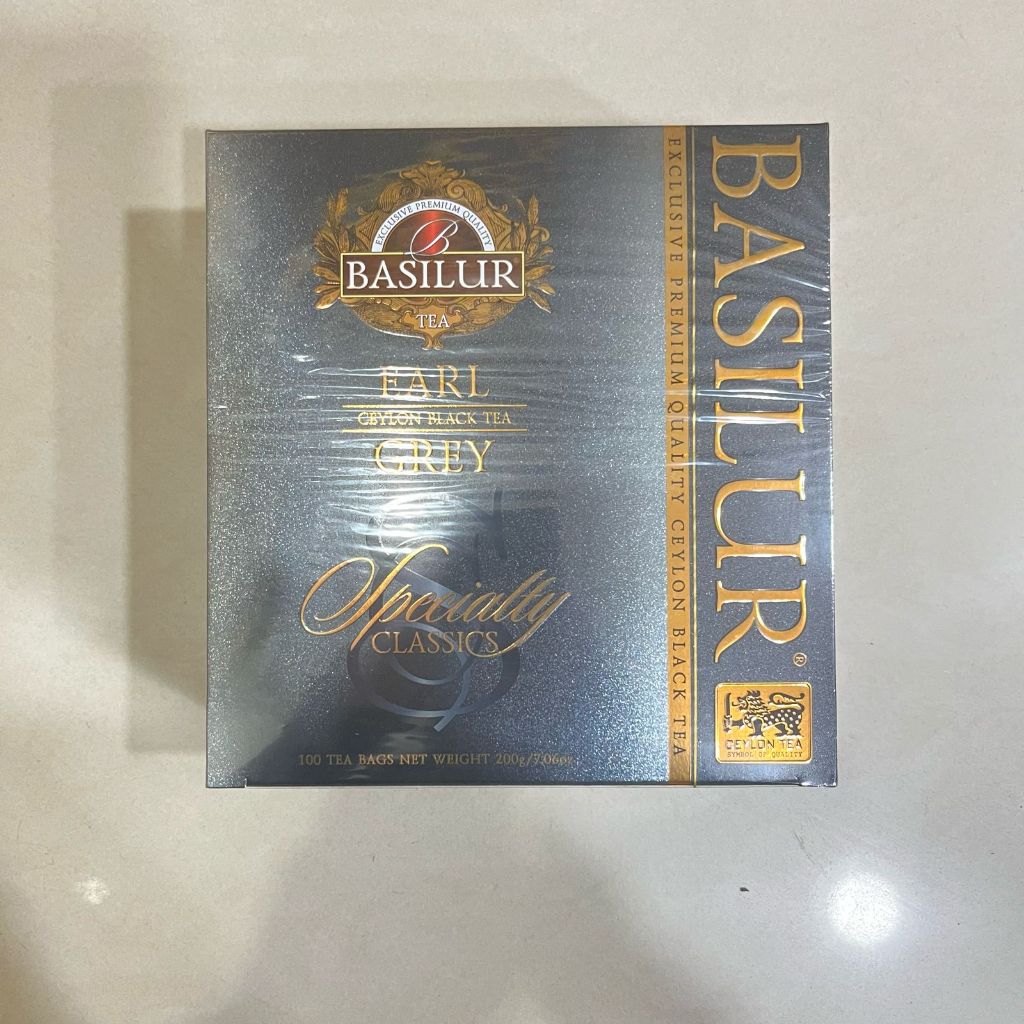 EXCLUSIVE PREMIUM QUALITY
B
BASILUR
TEA
EARL
CEYLON BLACK TEA
GREY
Specialty
CLASSICS
100 TEA BAGS NET WEIGHT 200g/7.06oz
EXCLUSIVE PREMIUM QUALITY CEYLON BLACK TEA
BASILUR®
CEYLON TEA
SYMBOL OF QUALITY